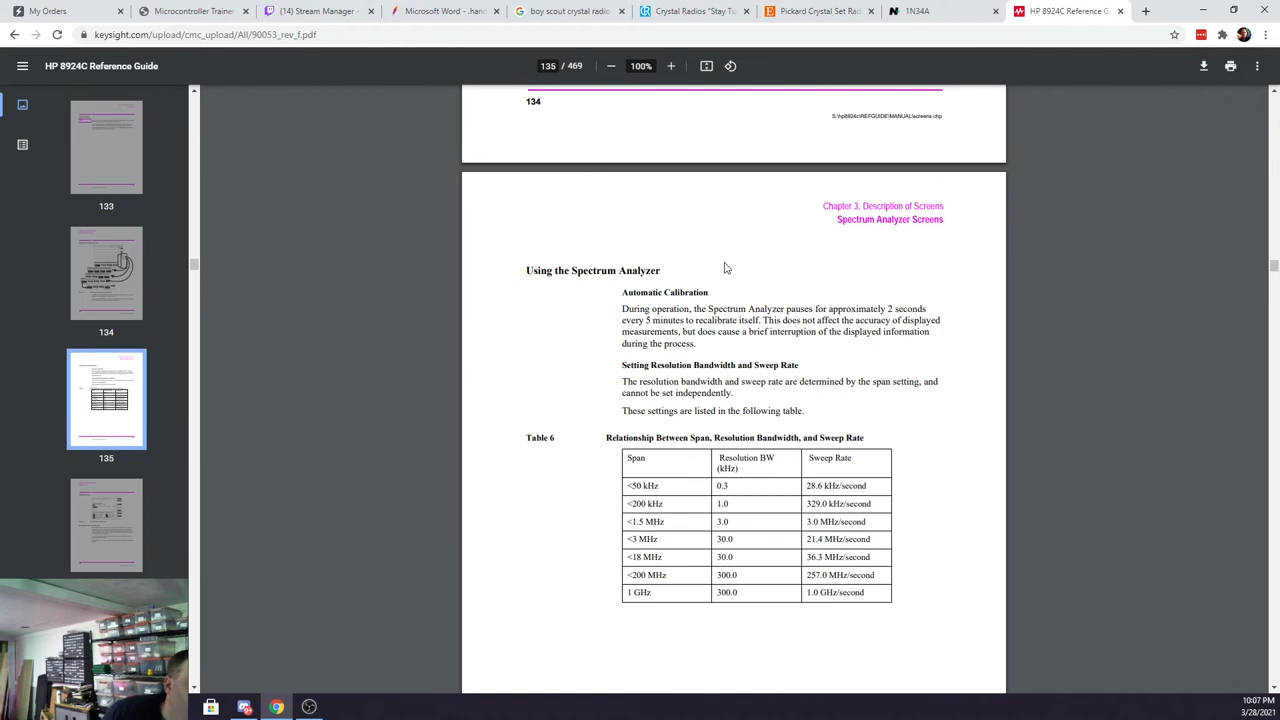 My Orders
Microcontroller Trainer
(14) Stream Manager -
Microsoft Word - .hand
boy scout crystal radio
Crystal Radios "Stay Tu
Pickard Crystal Set Radi
1N34A
HP 8924C Reference Gu
keysight.com/upload/cmc_upload/All/90053_rev_f.pdf
HP 8924C Reference Guide
135 / 469
100%
133
134
135
134
S:\hp8924c\REFGUIDE\MANUAL\screens.chp
Chapter 3, Description of Screens
Spectrum Analyzer Screens
Using the Spectrum Analyzer
Automatic Calibration
During operation, the Spectrum Analyzer pauses for approximately 2 seconds
every 5 minutes to recalibrate itself. This does not affect the accuracy of displayed
measurements, but does cause a brief interruption of the displayed information
during the process.
Setting Resolution Bandwidth and Sweep Rate
The resolution bandwidth and sweep rate are determined by the span setting, and
cannot be set independently.
These settings are listed in the following table.
Table 6 Relationship Between Span, Resolution Bandwidth, and Sweep Rate
Span Resolution BW (kHz) Sweep Rate
<50 kHz 0.3 28.6 kHz/second
<200 kHz 1.0 329.0 kHz/second
<1.5 MHz 3.0 3.0 MHz/second
<3 MHz 30.0 21.4 MHz/second
<18 MHz 30.0 36.3 MHz/second
<200 MHz 300.0 257.0 MHz/second
1 GHz 300.0 1.0 GHz/second
10:07 PM
3/28/2021